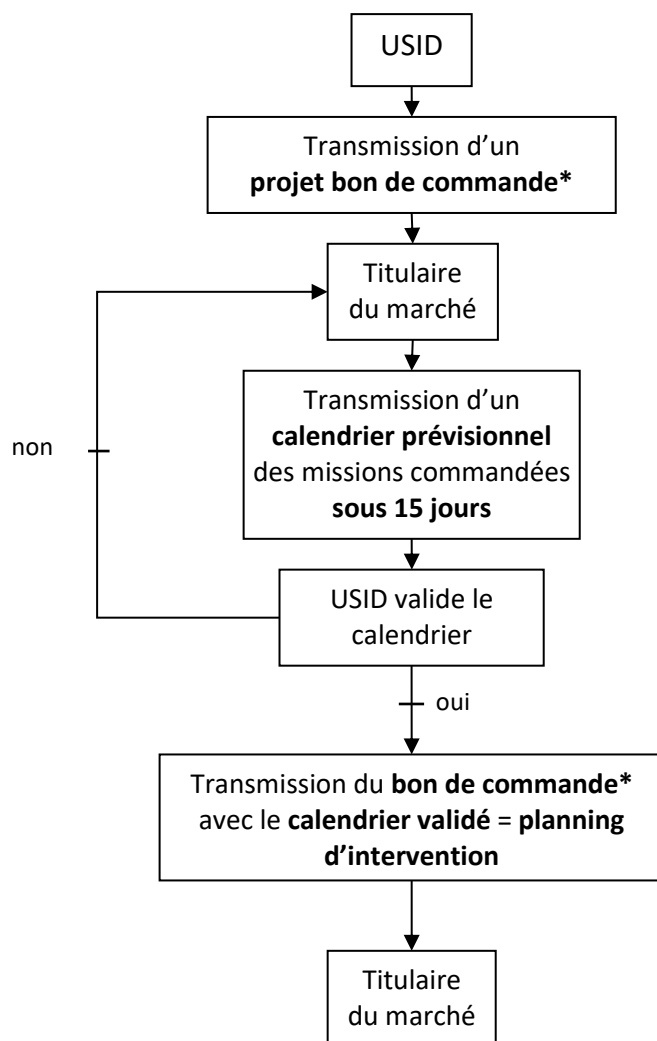 USID
Transmission d’un
projet bon de commande*
Titulaire
du marché
Transmission d’un
calendrier prévisionnel
des missions commandées
sous 15 jours
non
USID valide le
calendrier
oui
Transmission du bon de commande*
avec le calendrier validé = planning
d’intervention
Titulaire
du marché